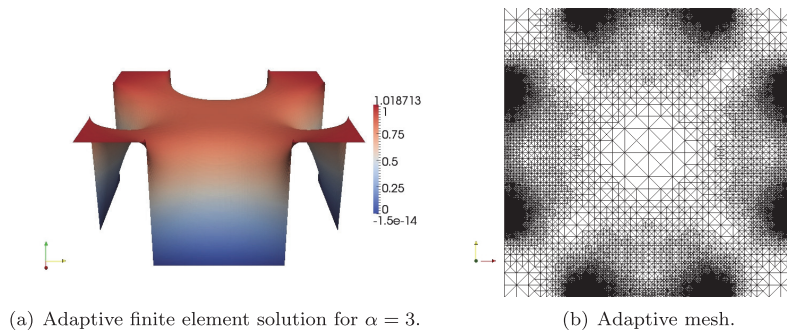 1.018713
1
0.75
0.5
0.25
0
-1.5e-14
(a) Adaptive finite element solution for α = 3.
(b) Adaptive mesh.